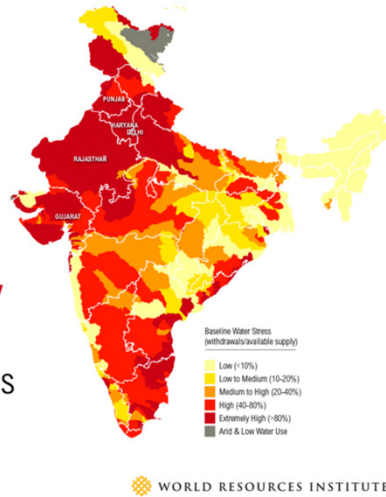 PUNJAB
HARYANA
DELHI
RAJASTHAN
GUJARAT
S
Baseline Water Stress
(withdrawals/available supply)
Low (<10%)
Low to Medium (10-20%)
Medium to High (20-40%)
High (40-80%)
Extremely High (>80%)
Arid & Low Water Use
WORLD RESOURCES INSTITUTE